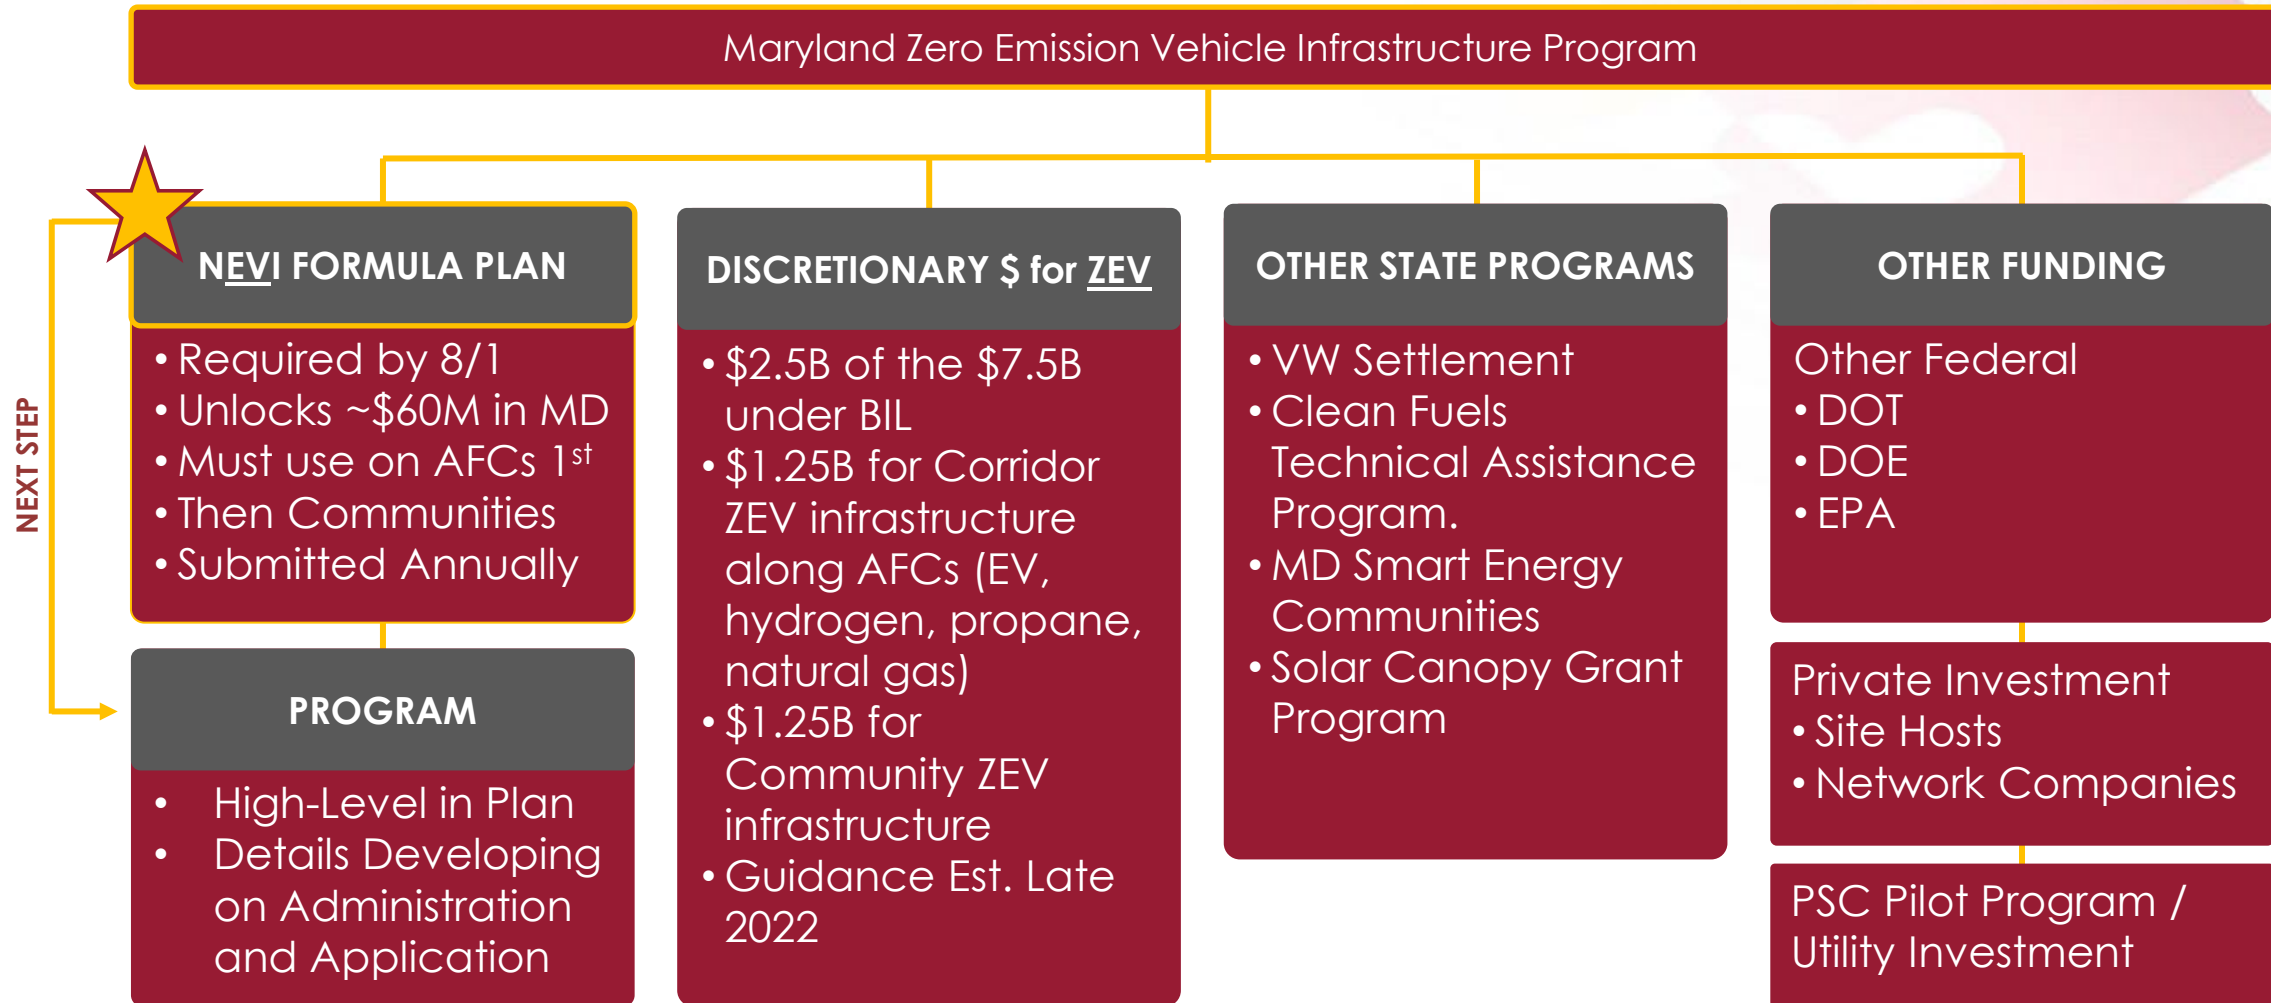 Maryland Zero Emission Vehicle Infrastructure Program
NEXT STEP
NEVI FORMULA PLAN
• Required by 8/1
• Unlocks ~$60M in MD
• Must use on AFCs 1st
• Then Communities
• Submitted Annually
PROGRAM
• High-Level in Plan
• Details Developing
on Administration
and Application
DISCRETIONARY $ for ZEV
• $2.5B of the $7.5B
under BIL
• $1.25B for Corridor
ZEV infrastructure
along AFCs (EV,
hydrogen, propane,
natural gas)
• $1.25B for
Community ZEV
infrastructure
• Guidance Est. Late
2022
OTHER STATE PROGRAMS
• VW Settlement
• Clean Fuels
Technical Assistance
Program.
• MD Smart Energy
Communities
• Solar Canopy Grant
Program
OTHER FUNDING
Other Federal
• DOT
• DOE
• EPA
Private Investment
• Site Hosts
• Network Companies
PSC Pilot Program /
Utility Investment